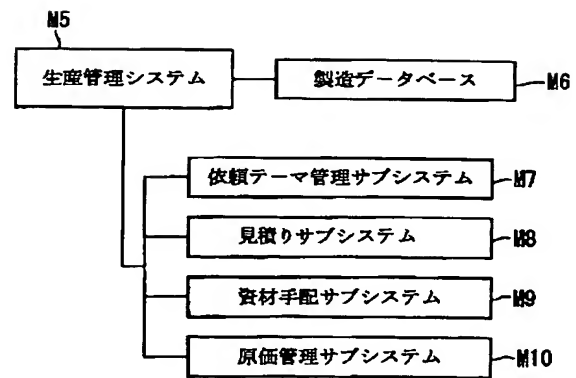 M5
生産管理システム
製造データベース
M6
依頼テーマ管理サブシステム
M7
見積りサブシステム
M8
資材手配サブシステム
M9
原価管理サブシステム
M10